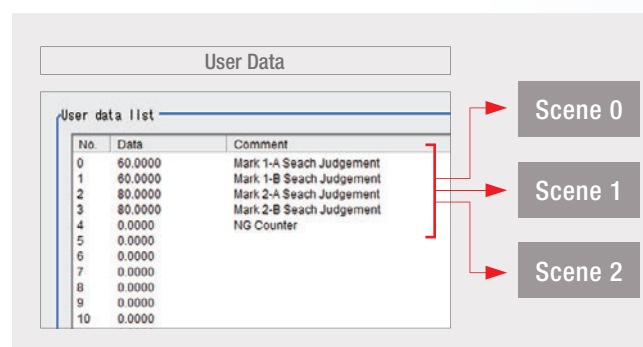 User Data
User data list
No. Data Comment
0 60.0000 Mark 1-A Seach Judgement
1 60.0000 Mark 1-B Seach Judgement
2 80.0000 Mark 2-A Seach Judgement
3 80.0000 Mark 2-B Seach Judgement
4 0.0000 NG Counter
5 0.0000
6 0.0000
7 0.0000
8 0.0000
9 0.0000
10 0.0000
Scene 0
Scene 1
Scene 2